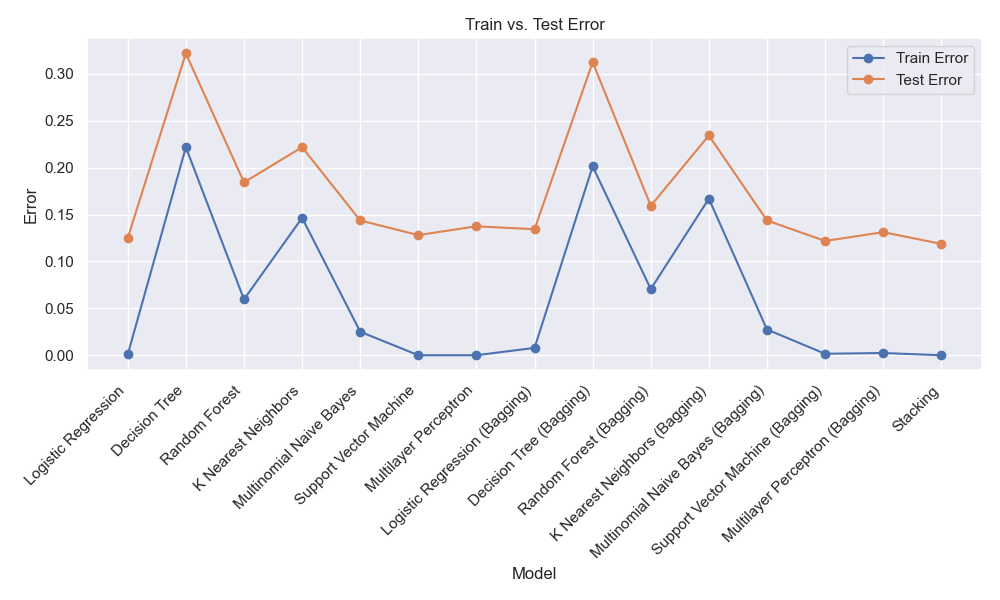 Train vs. Test Error
Train Error
Test Error
Error
0.30
0.25
0.20
0.15
0.10
0.05
0.00
Logistic Regression
Decision Tree
Random Forest
K Nearest Neighbors
Multinomial Naive Bayes
Support Vector Machine
Multilayer Perceptron
Logistic Regression (Bagging)
Decision Tree (Bagging)
Random Forest (Bagging)
K Nearest Neighbors (Bagging)
Multinomial Naive Bayes (Bagging)
Support Vector Machine (Bagging)
Multilayer Perceptron (Bagging)
Stacking
Model